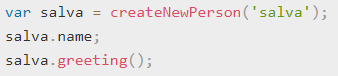 var salva = createNewPerson('salva');
salva.name;
salva.greeting();